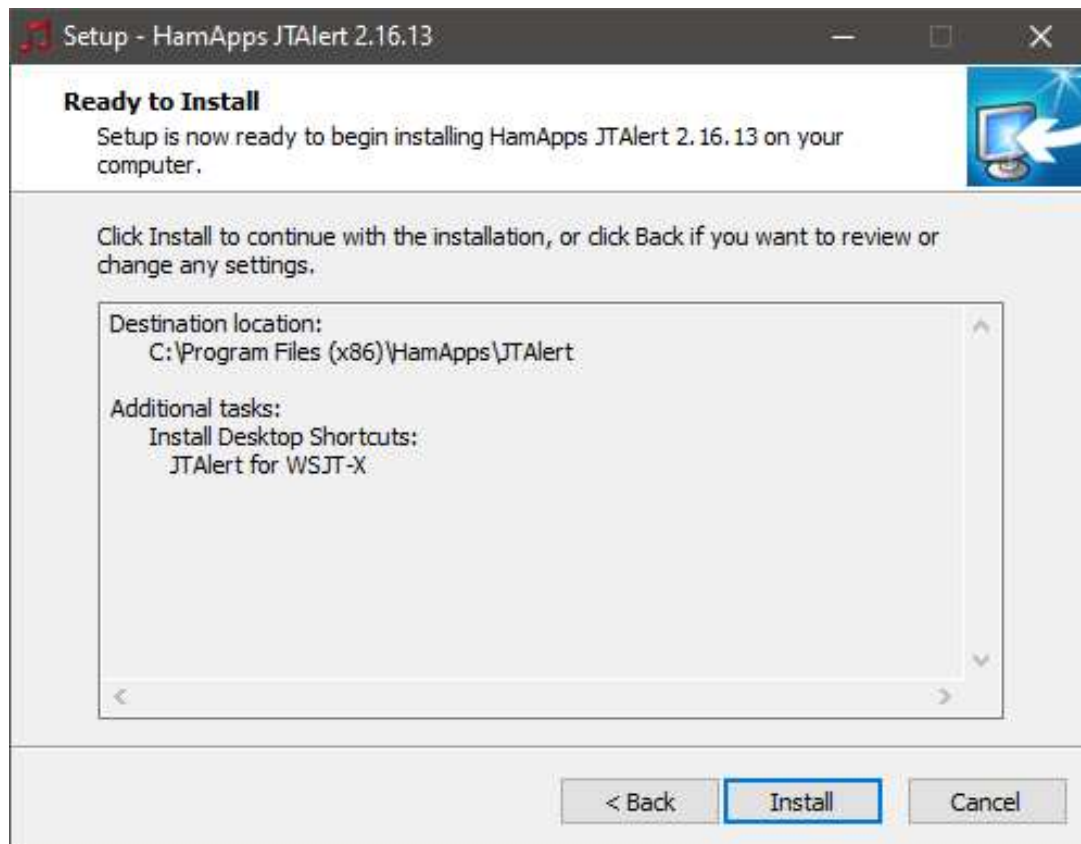 Setup - HamApps JTAlert 2.16.13
Ready to Install
Setup is now ready to begin installing HamApps JTAlert 2.16.13 on your
computer.
Click Install to continue with the installation, or click Back if you want to review or
change any settings.
Destination location:
C:\Program Files (x86)\HamApps\JTAlert
Additional tasks:
Install Desktop Shortcuts:
JTAlert for WSJT-X
< Back
Install
Cancel